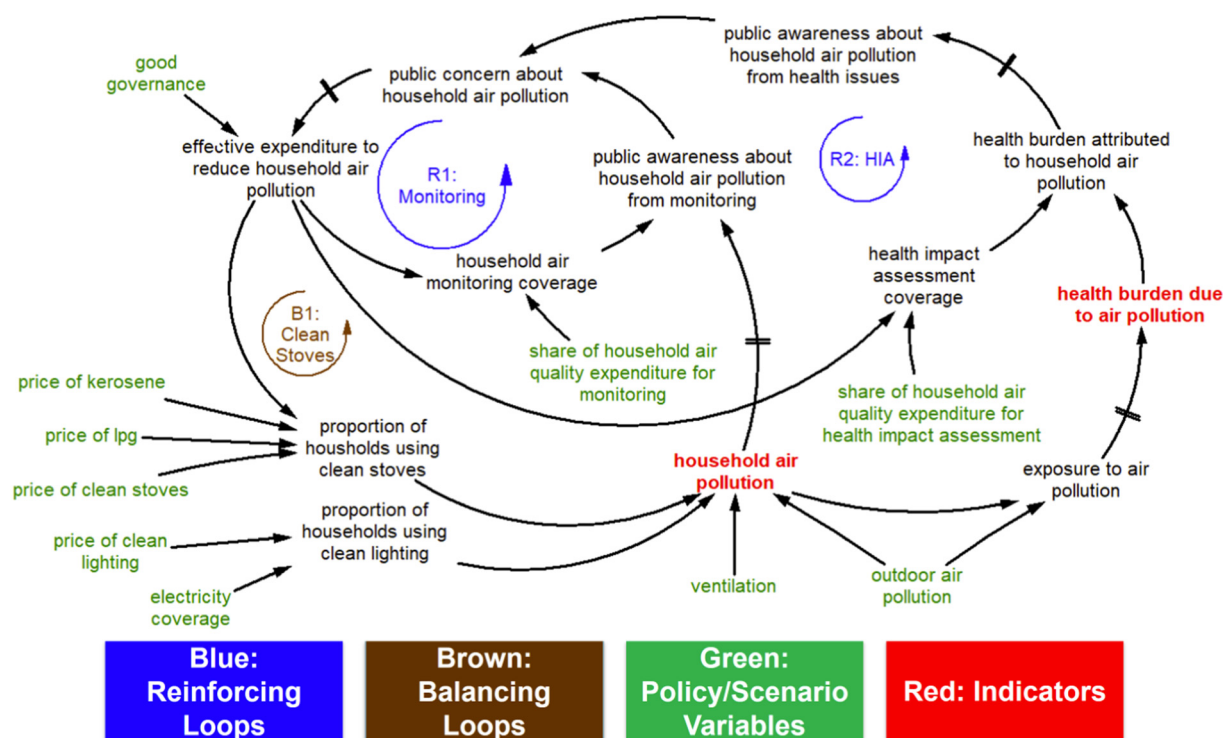 good
governance
public concern about
household air pollution
public awareness about
household air pollution
from health issues
effective expenditure to
reduce household air
pollution
R1:
Monitoring
public awareness about
household air pollution
from monitoring
R2: HIA
health burden attributed
to household air
pollution
household air
monitoring coverage
health impact
assessment
coverage
health burden due
to air pollution
B1:
Clean
Stoves
share of household air
quality expenditure for
monitoring
share of household air
quality expenditure for
health impact assessment
price of kerosene
price of lpg
price of clean stoves
proportion of
housholds using
clean stoves
household air
pollution
exposure to air
pollution
price of clean
lighting
proportion of
households using
clean lighting
electricity
coverage
ventilation
outdoor air
pollution
Blue:
Reinforcing
Loops
Brown:
Balancing
Loops
Green:
Policy/Scenario
Variables
Red: Indicators